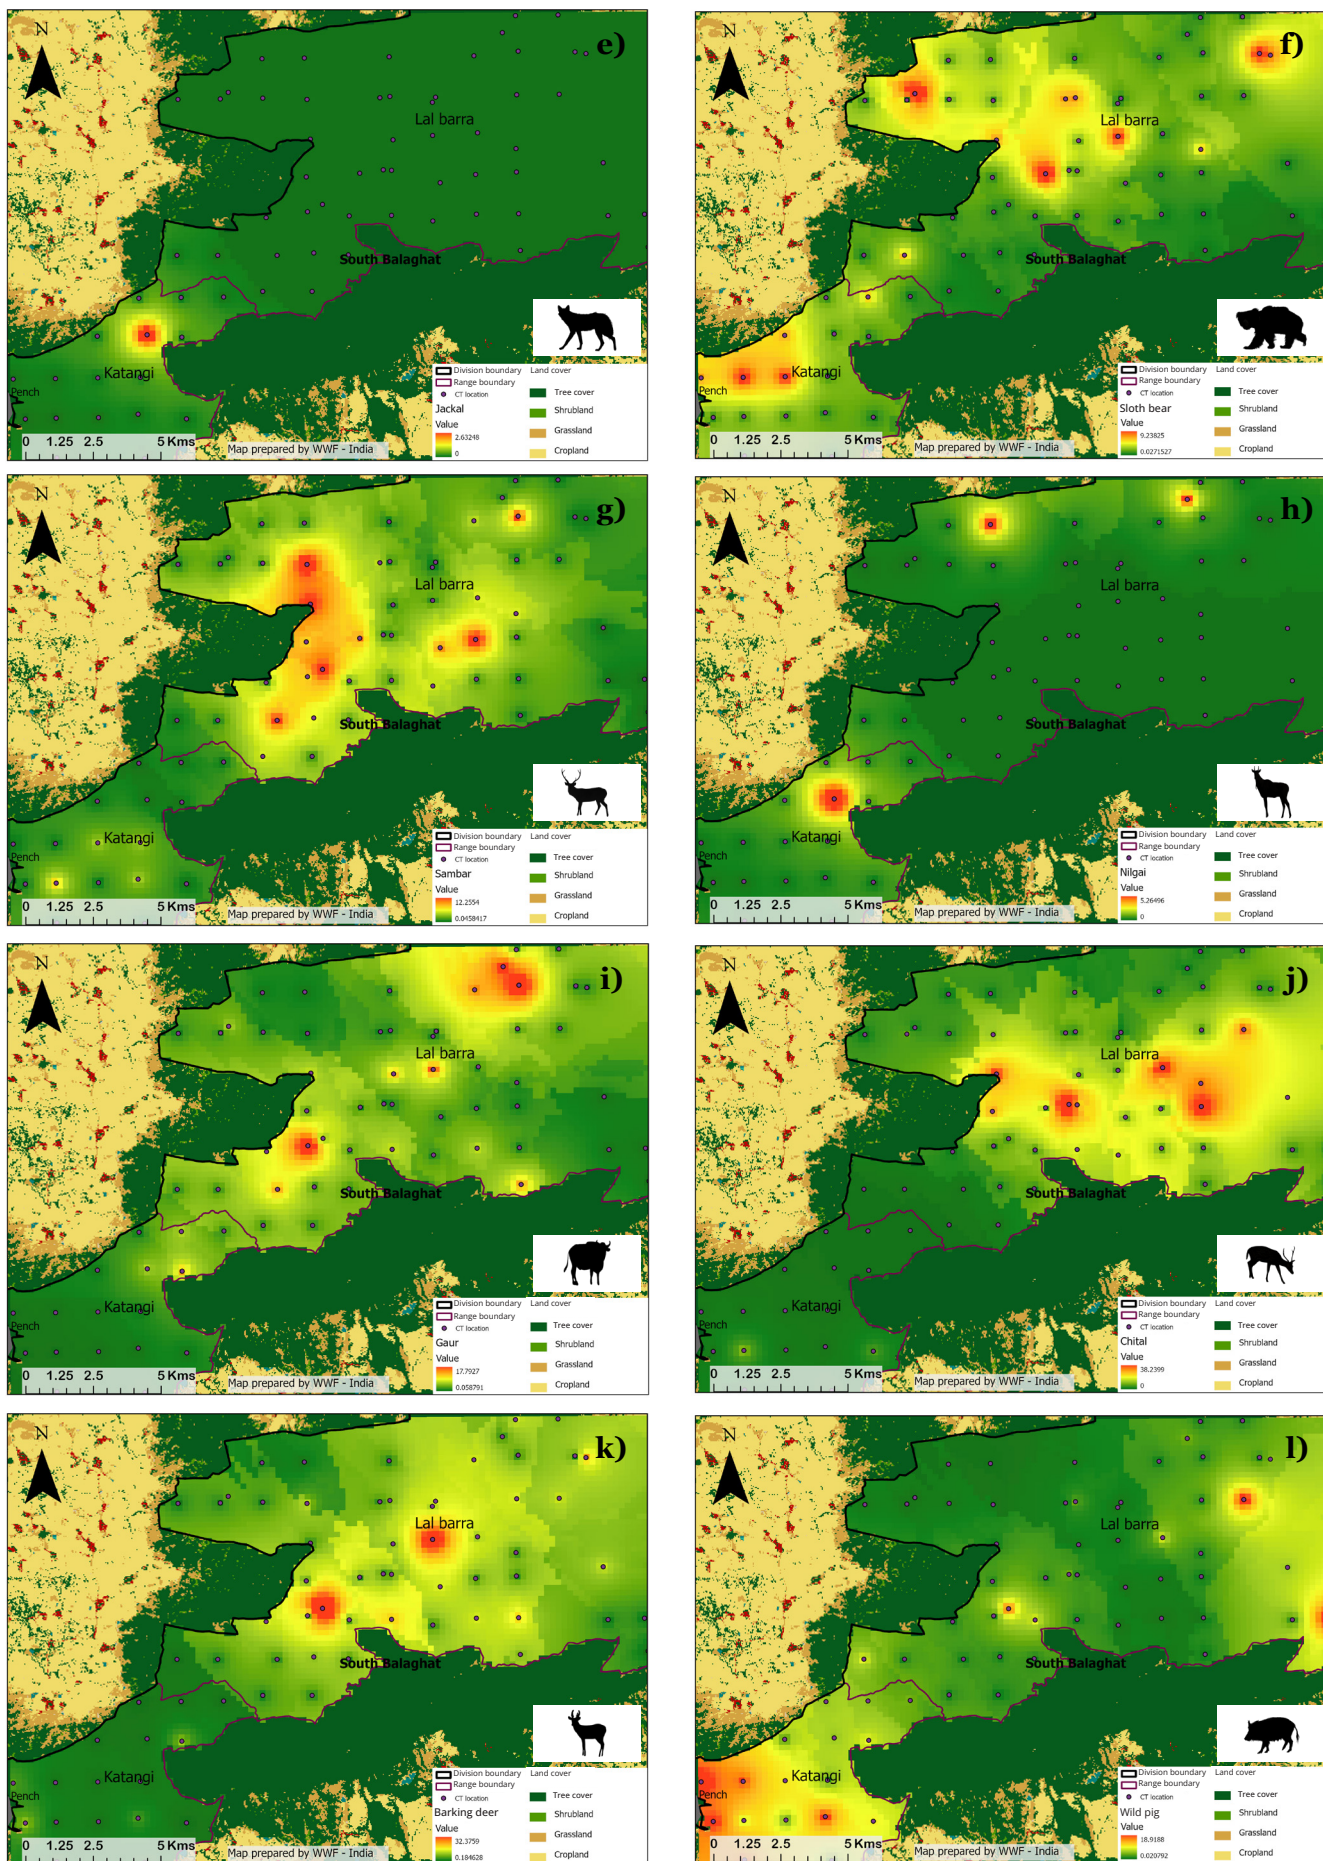 N
e)
Lal barra
South Balaghat
Katangi
Pench
0 1.25 2.5 5 Kms
Map prepared by WWF - India
Division boundary
Range boundary
CT location
Jackal
Value
2.63248
0
Land cover
Tree cover
Shrubland
Grassland
Cropland
N
f)
Lal barra
South Balaghat
Katangi
Pench
0 1.25 2.5 5 Kms
Map prepared by WWF - India
Division boundary
Range boundary
CT location
Sloth bear
Value
9.23825
0.0271527
Land cover
Tree cover
Shrubland
Grassland
Cropland
N
g)
Lal barra
South Balaghat
Katangi
Pench
0 1.25 2.5 5 Kms
Map prepared by WWF - India
Division boundary
Range boundary
CT location
Sambar
Value
12.2554
0.0458417
Land cover
Tree cover
Shrubland
Grassland
Cropland
N
h)
Lal barra
South Balaghat
Katangi
Pench
0 1.25 2.5 5 Kms
Map prepared by WWF - India
Division boundary
Range boundary
CT location
Nilgai
Value
5.26496
0
Land cover
Tree cover
Shrubland
Grassland
Cropland
N
i)
Lal barra
South Balaghat
Katangi
Pench
0 1.25 2.5 5 Kms
Map prepared by WWF - India
Division boundary
Range boundary
CT location
Gaur
Value
17.7927
0.058791
Land cover
Tree cover
Shrubland
Grassland
Cropland
N
j)
Lal barra
South Balaghat
Katangi
Pench
0 1.25 2.5 5 Kms
Map prepared by WWF - India
Division boundary
Range boundary
CT location
Chital
Value
38.2399
0
Land cover
Tree cover
Shrubland
Grassland
Cropland
N
k)
Lal barra
South Balaghat
Katangi
Pench
0 1.25 2.5 5 Kms
Map prepared by WWF - India
Division boundary
Range boundary
CT location
Barking deer
Value
32.3759
0.184628
Land cover
Tree cover
Shrubland
Grassland
Cropland
N
l)
Lal barra
South Balaghat
Katangi
Pench
0 1.25 2.5 5 Kms
Map prepared by WWF - India
Division boundary
Range boundary
CT location
Wild pig
Value
18.9188
0.020792
Land cover
Tree cover
Shrubland
Grassland
Cropland